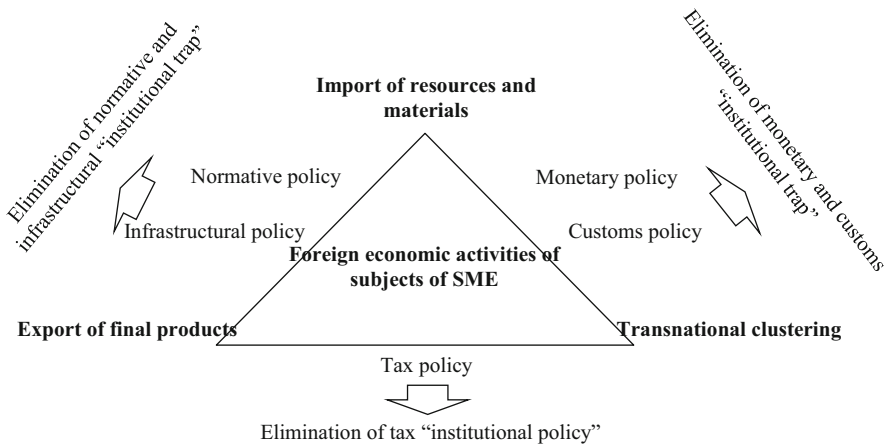 Elimination of normative and
infrastructural “institutional trap”
Import of resources and
materials
Elimination of monetary and customs
“institutional trap”
Normative policy
Monetary policy
Infrastructural policy
Customs policy
Foreign economic activities of
subjects of SME
Export of final products
Transnational clustering
Tax policy
Elimination of tax “institutional policy”